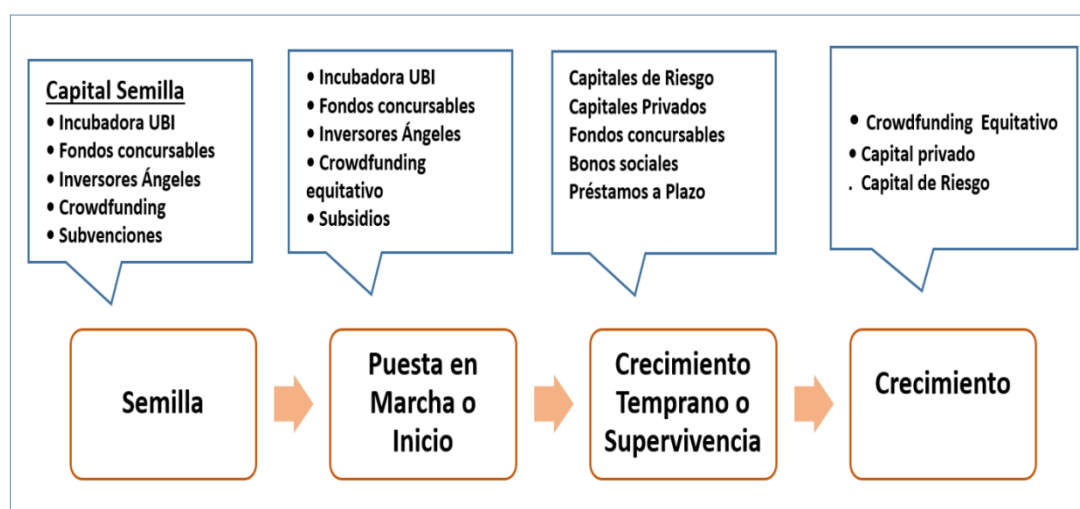 Capital Semilla
• Incubadora UBI
• Fondos concursables
• Inversores Ángeles
• Crowdfunding
• Subvenciones
• Incubadora UBI
• Fondos concursables
• Inversores Ángeles
• Crowdfunding
equitativo
• Subsidios
Capitales de Riesgo
Capitales Privados
Fondos concursables
Bonos sociales
Préstamos a Plazo
• Crowdfunding Equitativo
• Capital privado
. Capital de Riesgo
Semilla
Puesta en
Marcha o
Inicio
Crecimiento
Temprano o
Supervivencia
Crecimiento